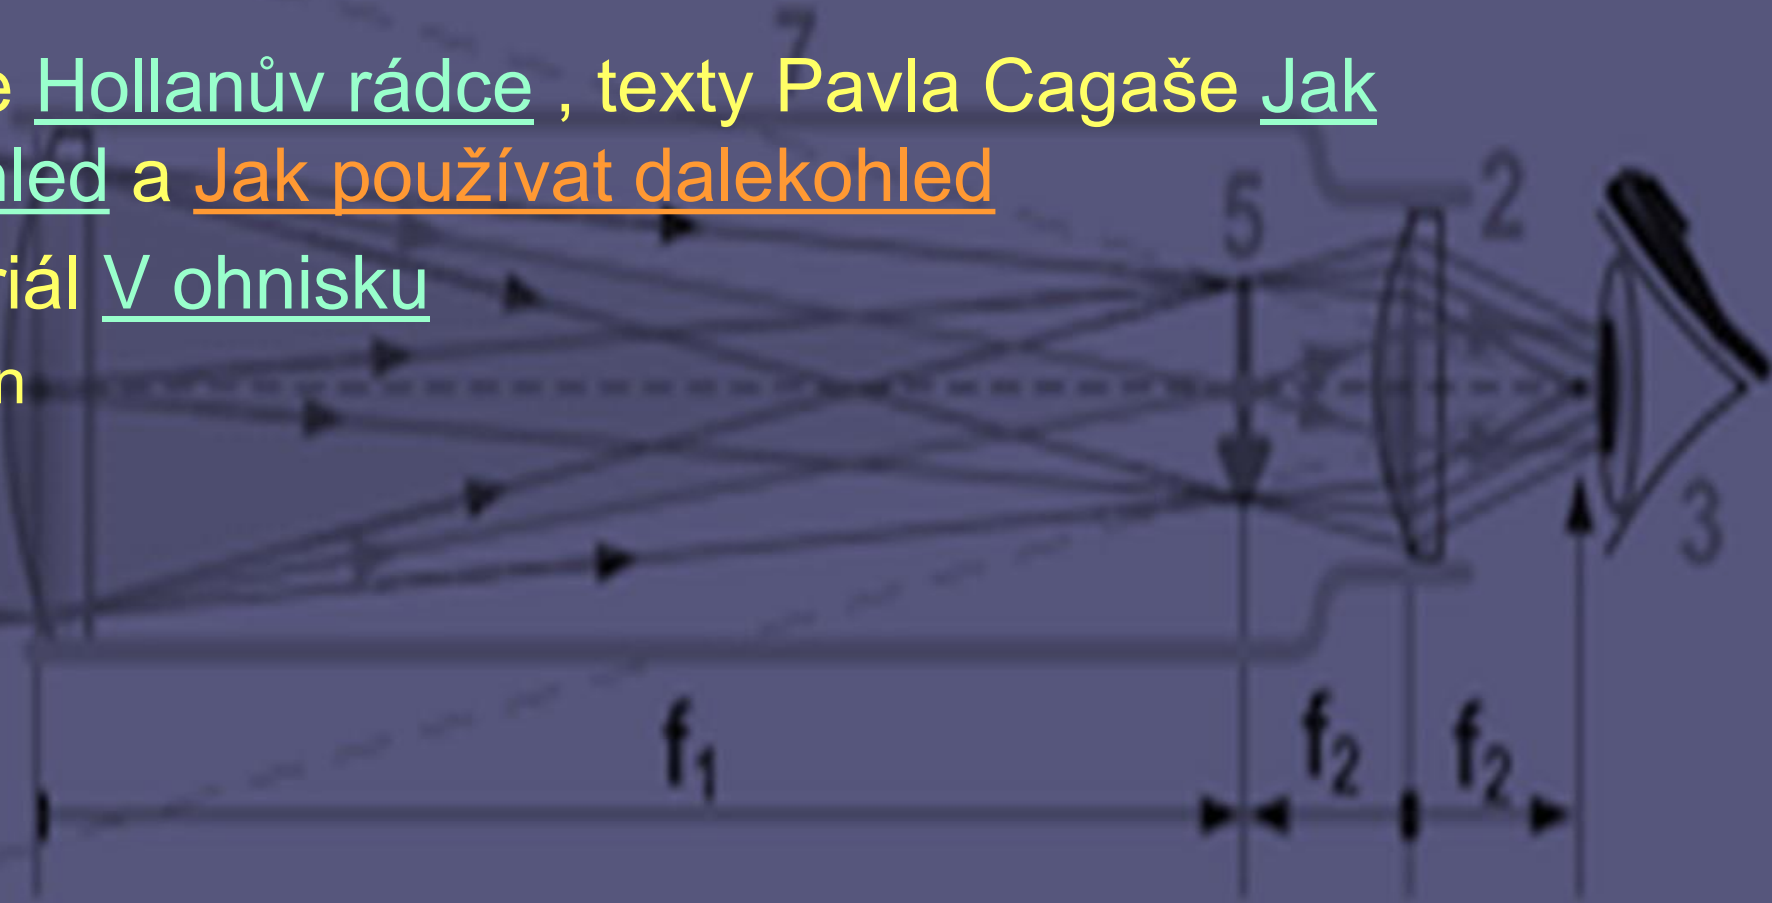 7
e Hollanův rádce , texty Pavla Cagaše Jak
hled a Jak používat dalekohled
5 2
riál V ohnisku
n
3
f1 f2 f2